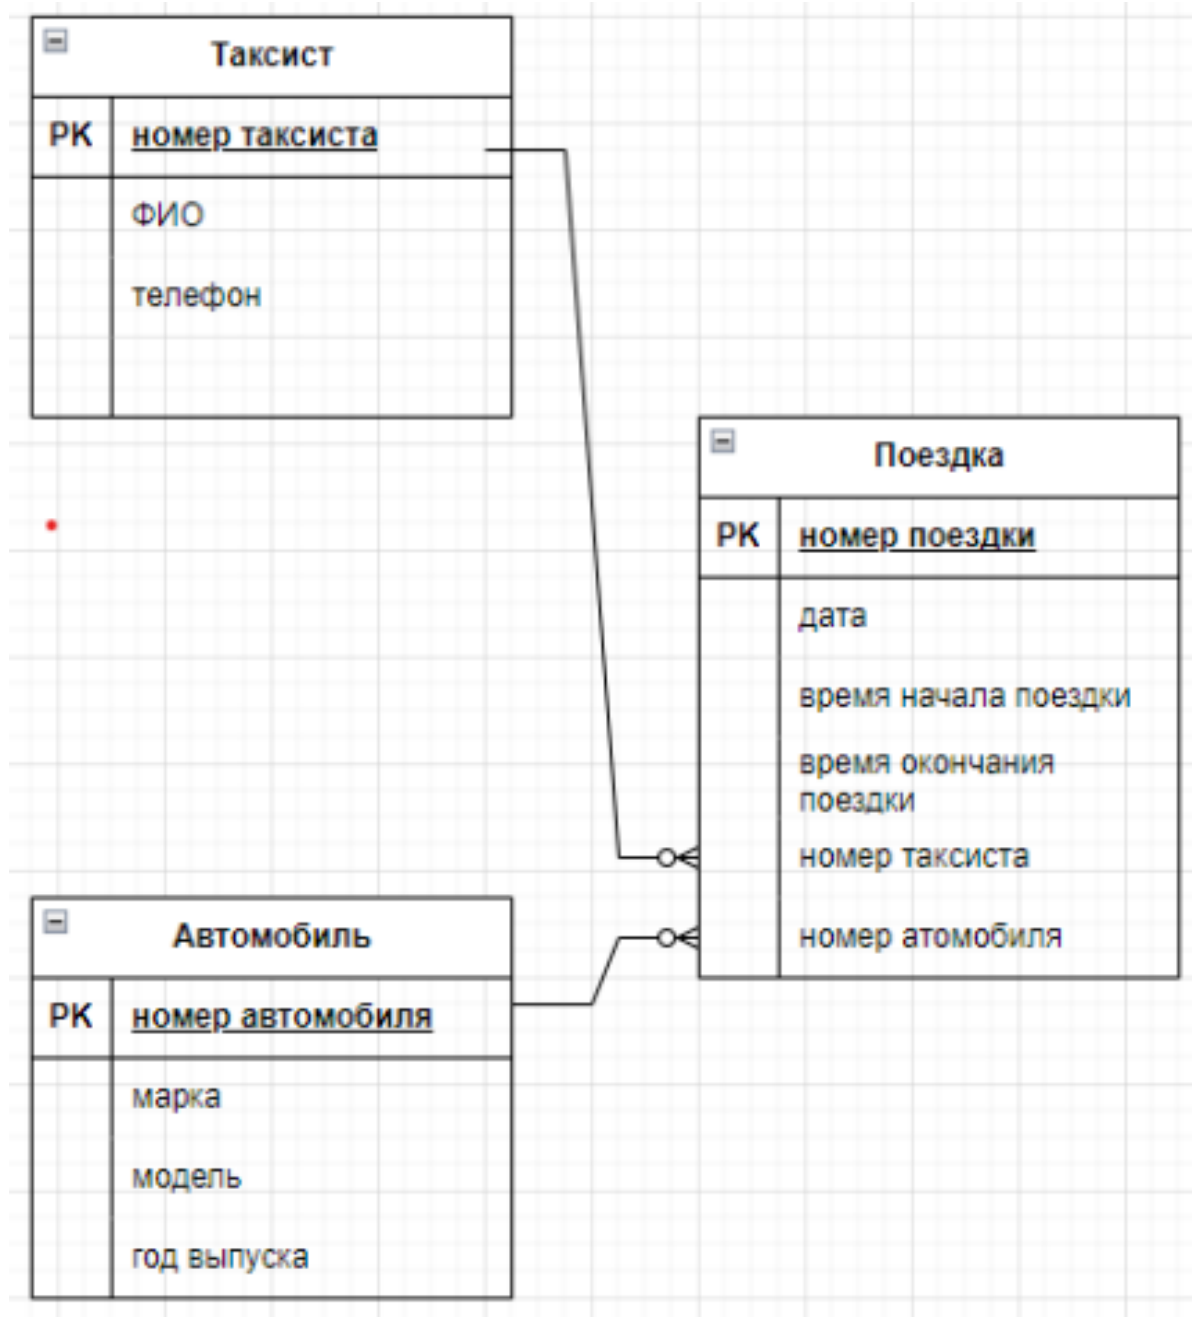 Таксист
PK номер таксиста
ФИО
телефон
Поездка
PK номер поездки
дата
время начала поездки
время окончания
поездки
номер таксиста
номер атомобиля
Автомобиль
PK номер автомобиля
марка
модель
год выпуска